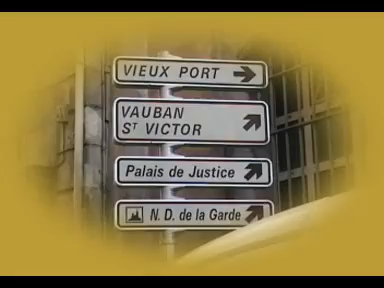 VIEUX PORT
VAUBAN
ST VICTOR
Palais de Justice
N. D. de la Garde